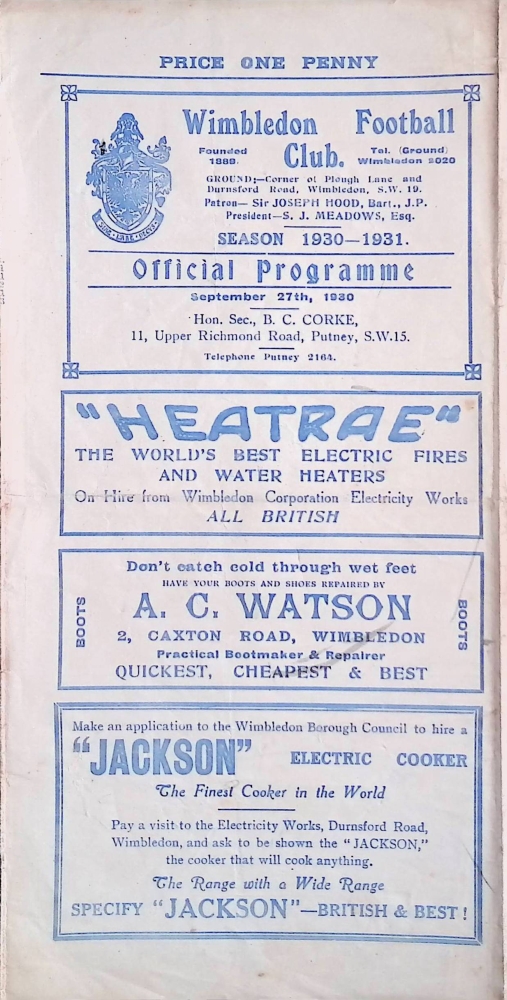 PRICE ONE PENNY
Wimbledon Football
Club.
Founded
1889.
Tel. (Ground)
Wimbledon 2020
GROUND;—Corner of Plough Lane and
Durnsford Road, Wimbledon, S.W. 19.
Patron— Sir JOSEPH HOOD, Bart., J.P.
President—S. J. MEADOWS, Esq.
SEASON 1930—1931.
Official Programme
September 27th, 1930
Hon. Sec., B. C. CORKE,
11, Upper Richmond Road, Putney, S.W.15.
Telephone Putney 2164.
"HEATRAE"
THE WORLD'S BEST ELECTRIC FIRES
AND WATER HEATERS
On Hire from Wimbledon Corporation Electricity Works
ALL BRITISH
Don't catch cold through wet feet
HAVE YOUR BOOTS AND SHOES REPAIRED BY
BOOTS
A. C. WATSON
BOOTS
2, CAXTON ROAD, WIMBLEDON
Practical Bootmaker & Repairer
QUICKEST, CHEAPEST & BEST
Make an application to the Wimbledon Borough Council to hire a
"JACKSON" ELECTRIC COOKER
The Finest Cooker in the World
Pay a visit to the Electricity Works, Durnsford Road,
Wimbledon, and ask to be shown the "JACKSON,"
the cooker that will cook anything.
The Range with a Wide Range
SPECIFY "JACKSON"—BRITISH & BEST!